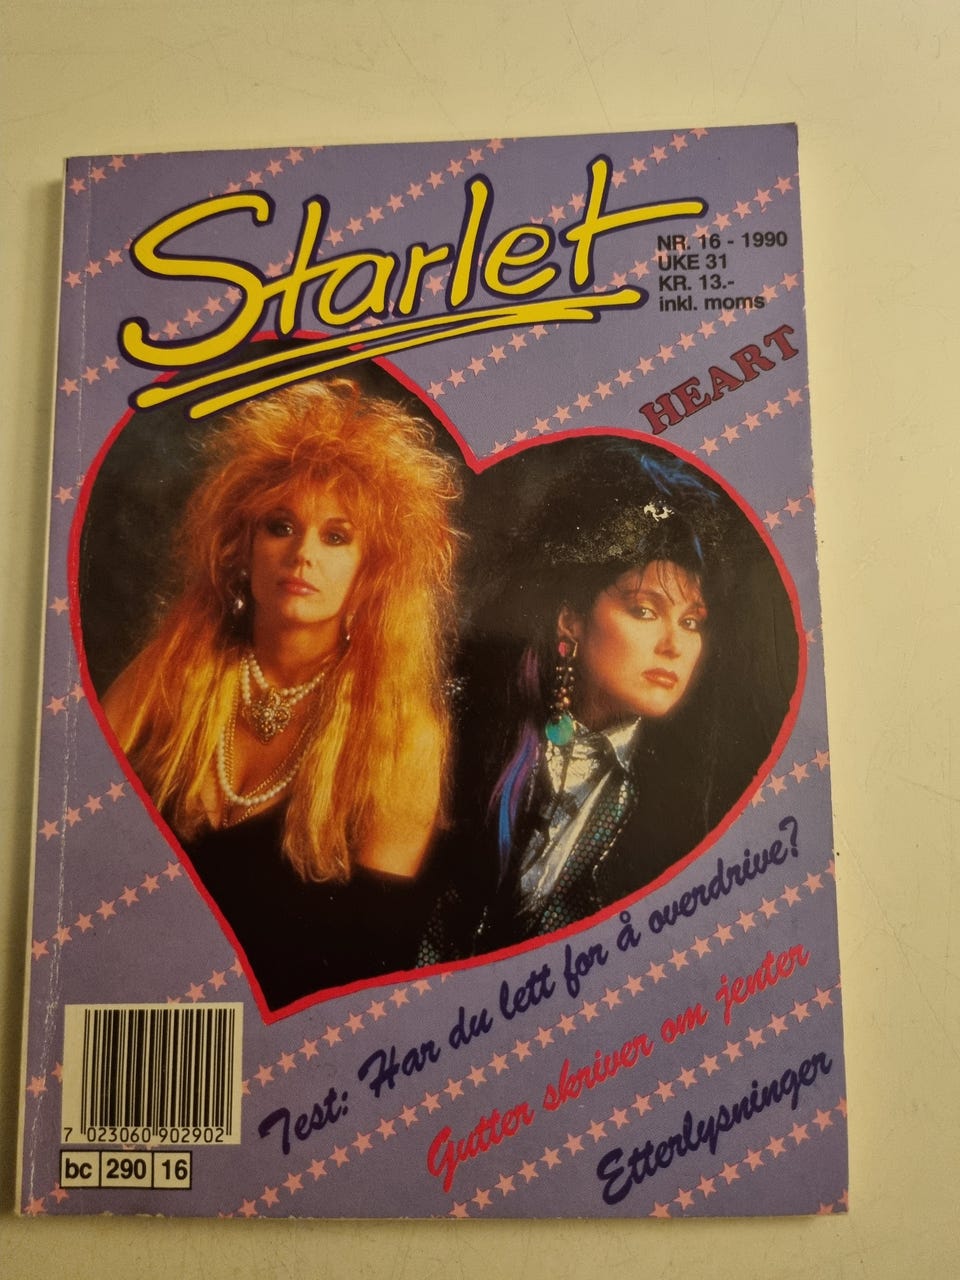 Starlet
NR. 16 - 1990
UKE 31
KR. 13.-
inkl. moms
HEART
Test: Har du lett for å overdrive?
Gutter skriver om jenter
Etterlysninger
7 023060 902902
bc 290 16